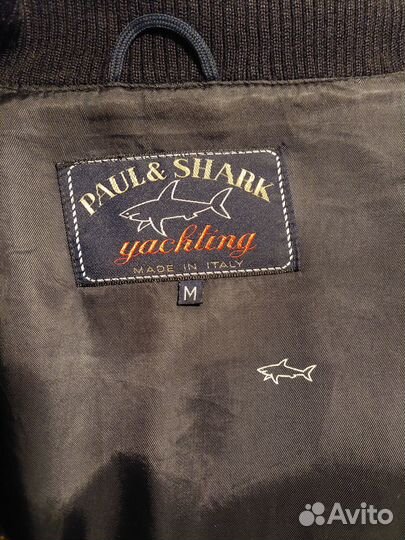 PAUL & SHARK
yachting
MADE IN ITALY
M
Avito